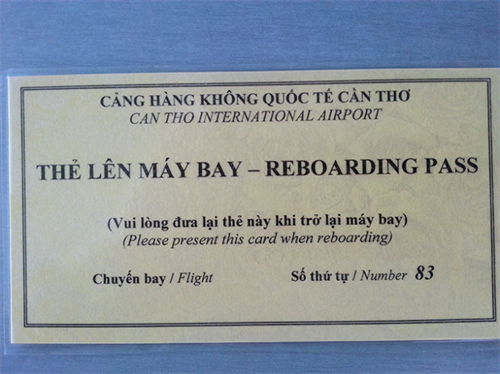 CẢNG HÀNG KHÔNG QUỐC TẾ CẦN THƠ
CAN THO INTERNATIONAL AIRPORT
THẺ LÊN MÁY BAY – REBOARDING PASS
(Vui lòng đưa lại thẻ này khi trở lại máy bay)
(Please present this card when reboarding)
Chuyến bay / Flight Số thứ tự / Number 83